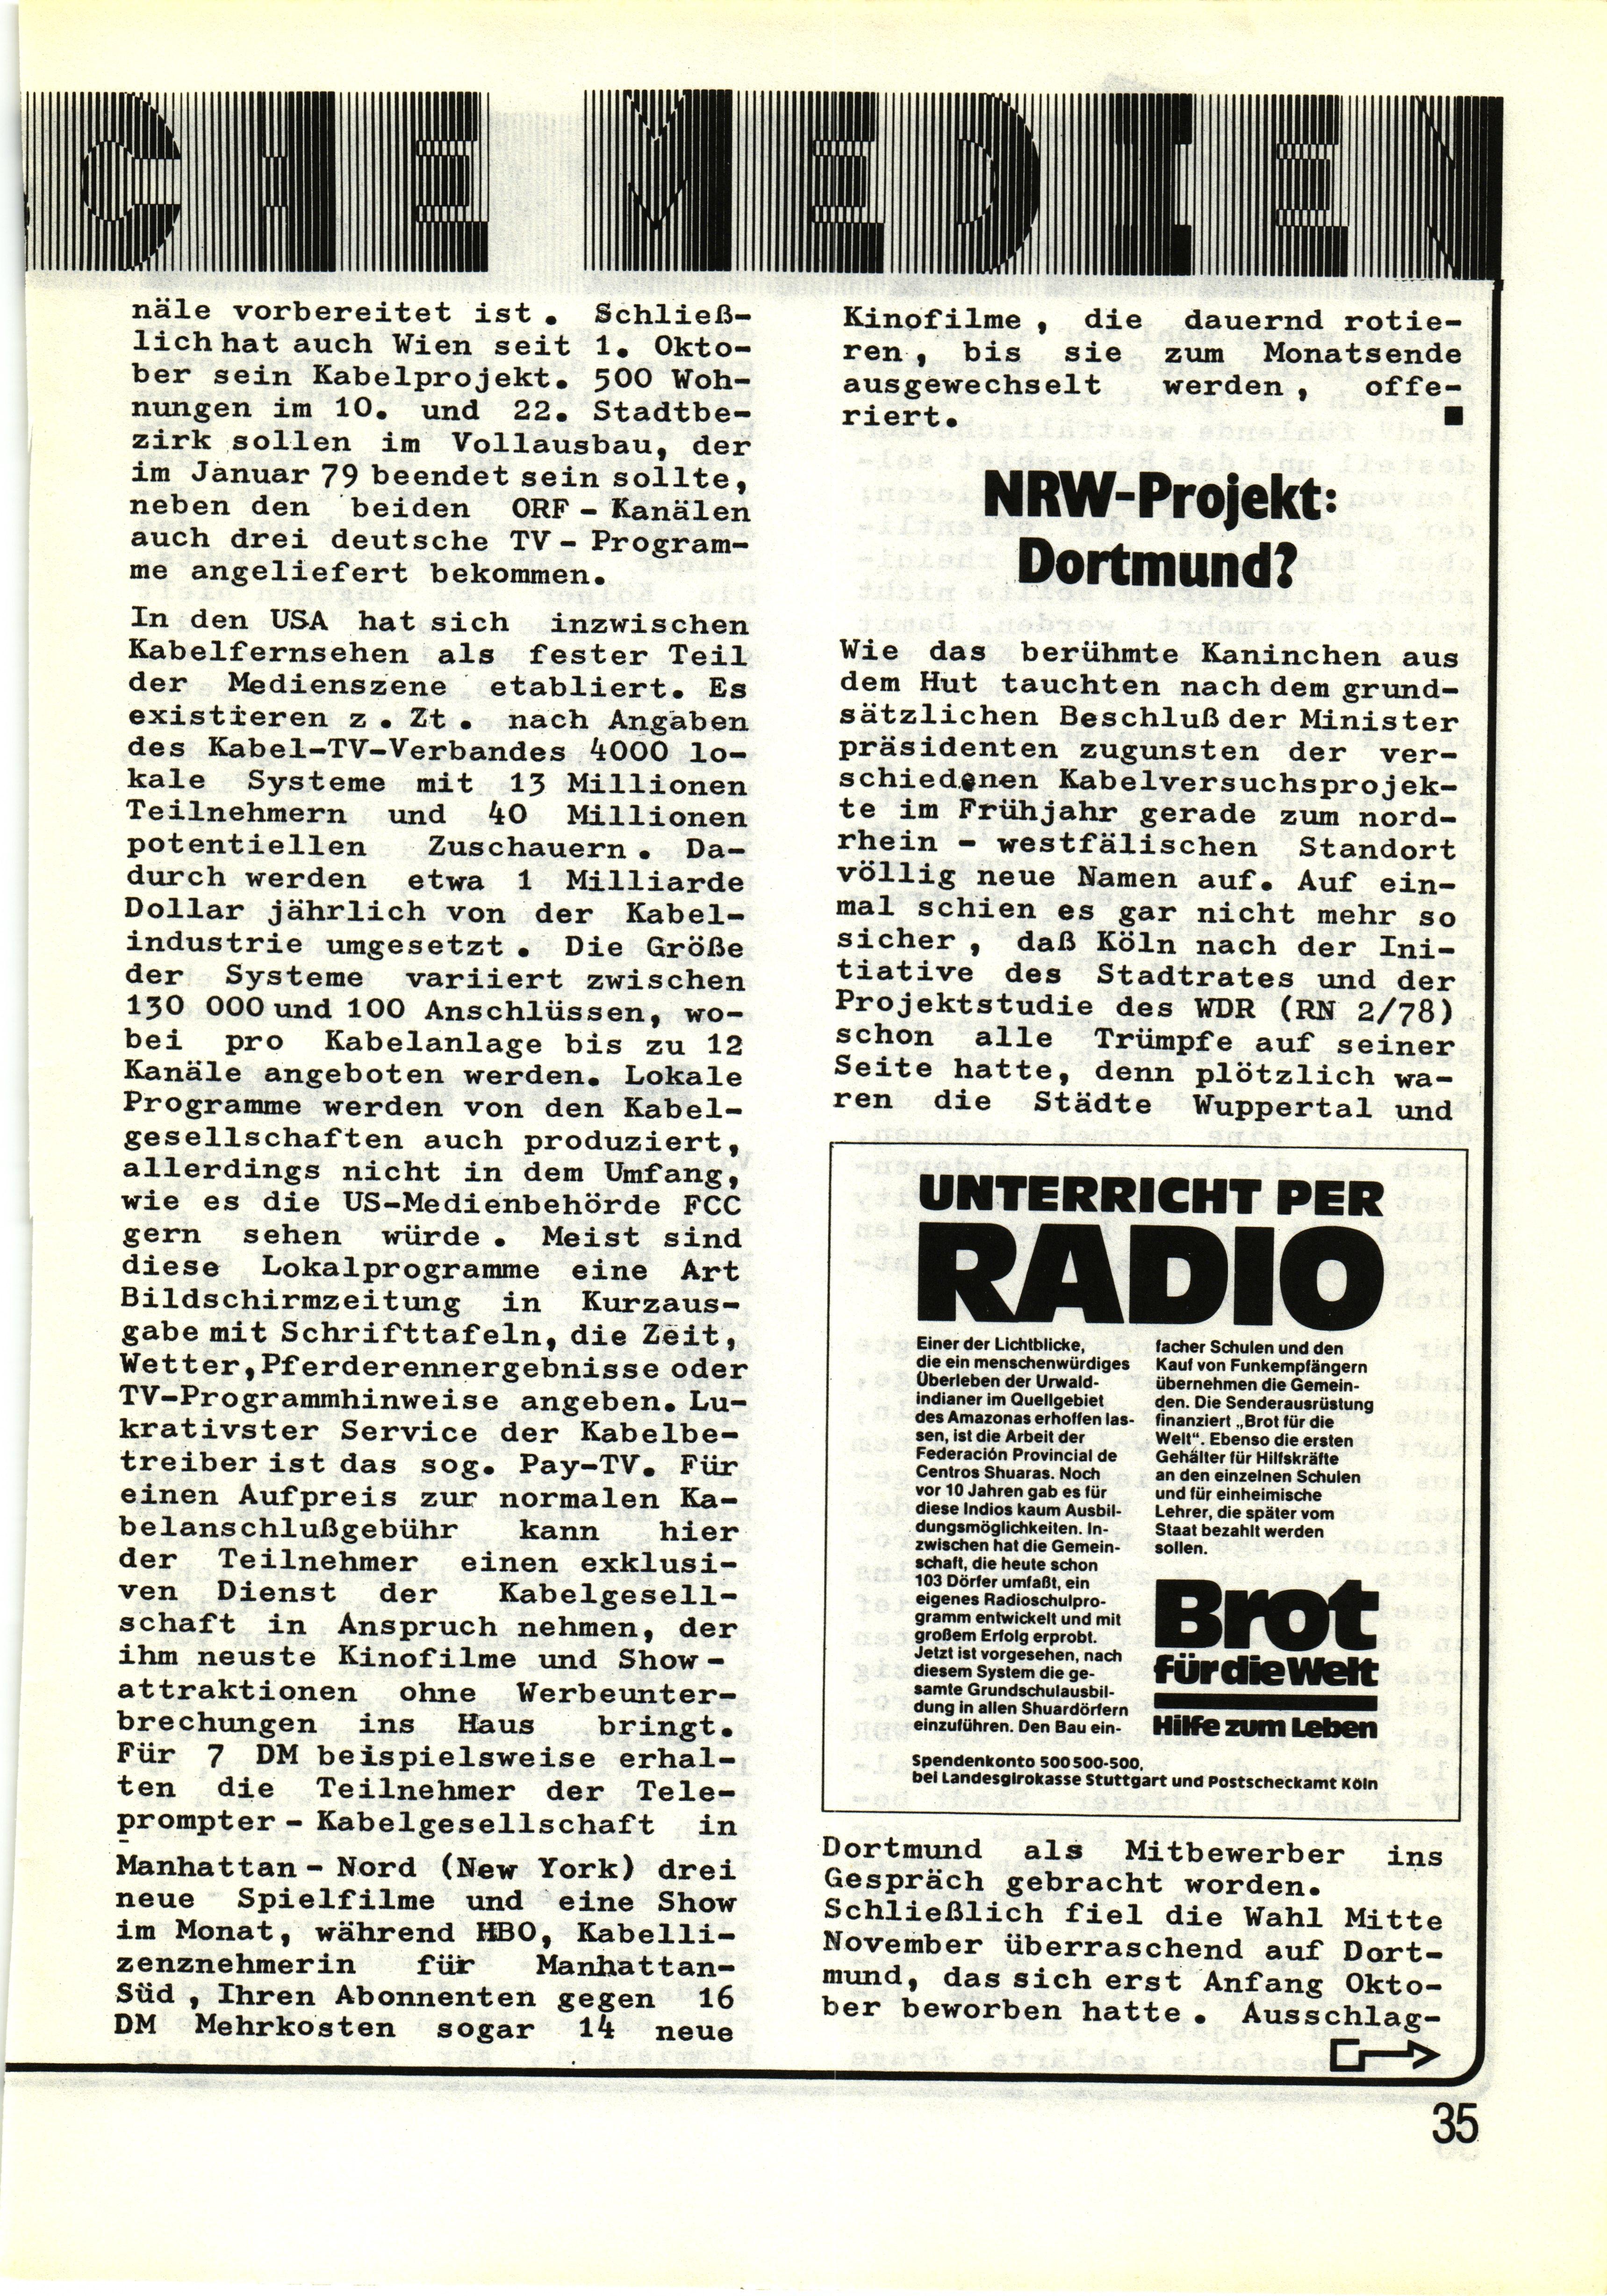 CHE MEDIEN
näle vorbereitet ist. Schließ-
lich hat auch Wien seit 1. Okto-
ber sein Kabelprojekt. 500 Woh-
nungen im 10. und 22. Stadtbe-
zirk sollen im Vollausbau, der
im Januar 79 beendet sein sollte,
neben den beiden ORF - Kanälen
auch drei deutsche TV - Program-
me angeliefert bekommen.
In den USA hat sich inzwischen
Kabelfernsehen als fester Teil
der Medienszene etabliert. Es
existieren z. Zt. nach Angaben
des Kabel-TV-Verbandes 4000 lo-
kale Systeme mit 13 Millionen
Teilnehmern und 40 Millionen
potentiellen Zuschauern. Da-
durch werden etwa 1 Milliarde
Dollar jährlich von der Kabel-
industrie umgesetzt. Die Größe
der Systeme variiert zwischen
130 000 und 100 Anschlüssen, wo-
bei pro Kabelanlage bis zu 12
Kanäle angeboten werden. Lokale
Programme werden von den Kabel-
gesellschaften auch produziert,
allerdings nicht in dem Umfang,
wie es die US-Medienbehörde FCC
gern sehen würde. Meist sind
diese Lokalprogramme eine Art
Bildschirmzeitung in Kurzaus-
gabe mit Schrifttafeln, die Zeit,
Wetter, Pferderennergebnisse oder
TV-Programmhinweise angeben. Lu-
krativster Service der Kabelbe-
treiber ist das sog. Pay-TV. Für
einen Aufpreis zur normalen Ka-
belanschlußgebühr kann hier
der Teilnehmer einen exklusi-
ven Dienst der Kabelgesell-
schaft in Anspruch nehmen, der
ihm neuste Kinofilme und Show -
attraktionen ohne Werbeunter-
brechungen ins Haus bringt.
Für 7 DM beispielsweise erhal-
ten die Teilnehmer der Tele-
prompter - Kabelgesellschaft in
Manhattan - Nord (New York) drei
neue Spielfilme und eine Show
im Monat, während HBO, Kabelli-
zenznehmerin für Manhattan-
Süd, Ihren Abonnenten gegen 16
DM Mehrkosten sogar 14 neue
Kinofilme, die dauernd rotie-
ren, bis sie zum Monatsende
ausgewechselt werden, offe-
riert. ■
NRW-Projekt:
Dortmund?
Wie das berühmte Kaninchen aus
dem Hut tauchten nach dem grund-
sätzlichen Beschluß der Minister
präsidenten zugunsten der ver-
schiedenen Kabelversuchsprojek-
te im Frühjahr gerade zum nord-
rhein - westfälischen Standort
völlig neue Namen auf. Auf ein-
mal schien es gar nicht mehr so
sicher, daß Köln nach der Ini-
tiative des Stadtrates und der
Projektstudie des WDR (RN 2/78)
schon alle Trümpfe auf seiner
Seite hatte, denn plötzlich wa-
ren die Städte Wuppertal und
UNTERRICHT PER
RADIO
Einer der Lichtblicke,
die ein menschenwürdiges
Überleben der Urwald-
indianer im Quellgebiet
des Amazonas erhoffen las-
sen, ist die Arbeit der
Federación Provincial de
Centros Shuaras. Noch
vor 10 Jahren gab es für
diese Indios kaum Ausbil-
dungsmöglichkeiten. In-
zwischen hat die Gemein-
schaft, die heute schon
103 Dörfer umfaßt, ein
eigenes Radioschulpro-
gramm entwickelt und mit
großem Erfolg erprobt.
Jetzt ist vorgesehen, nach
diesem System die ge-
samte Grundschulausbil-
dung in allen Shuardörfern
einzuführen. Den Bau ein-
facher Schulen und den
Kauf von Funkempfängern
übernehmen die Gemein-
den. Die Senderausrüstung
finanziert „Brot für die
Welt“. Ebenso die ersten
Gehälter für Hilfskräfte
an den einzelnen Schulen
und für einheimische
Lehrer, die später vom
Staat bezahlt werden
sollen.
Brot
für die Welt
Hilfe zum Leben
Spendenkonto 500 500-500,
bei Landesgirokasse Stuttgart und Postscheckamt Köln
Dortmund als Mitbewerber ins
Gespräch gebracht worden.
Schließlich fiel die Wahl Mitte
November überraschend auf Dort-
mund, das sich erst Anfang Okto-
ber beworben hatte. Ausschlag-
35